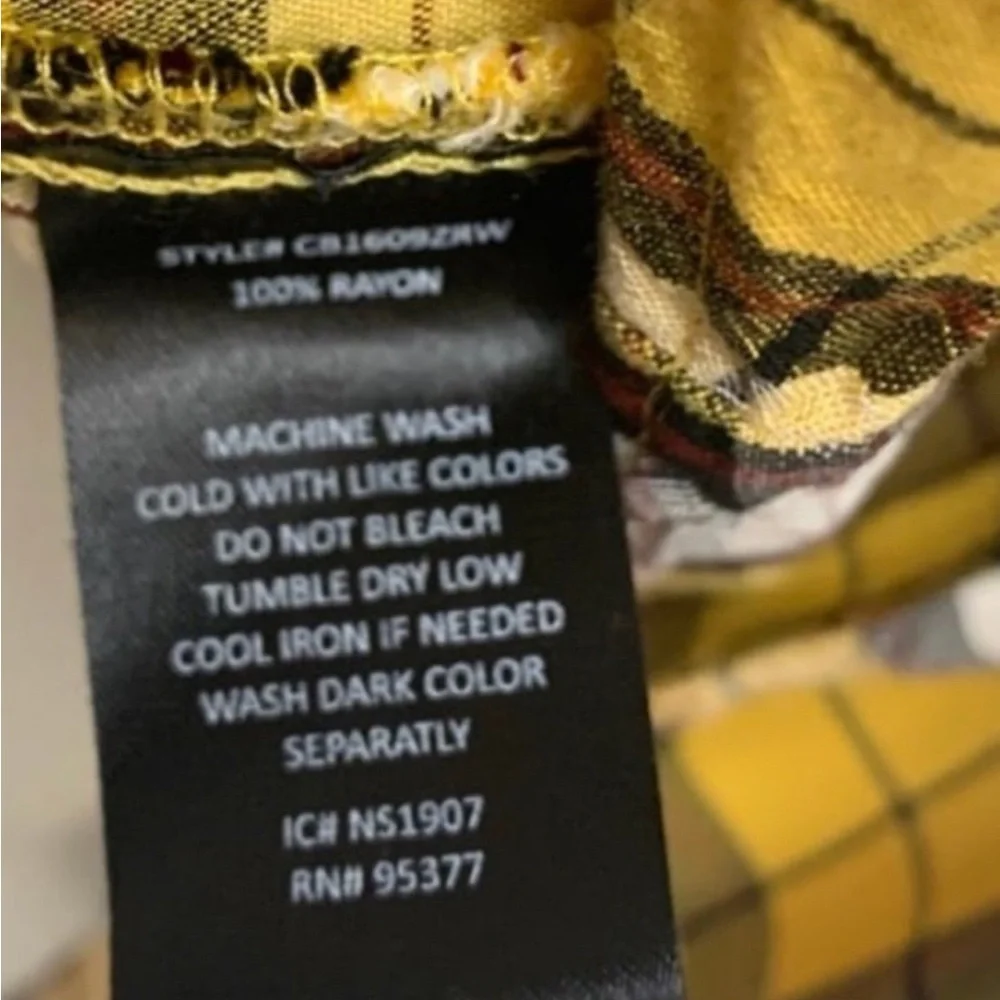 STYLE# CB1609ZRW
100% RAYON
MACHINE WASH
COLD WITH LIKE COLORS
DO NOT BLEACH
TUMBLE DRY LOW
COOL IRON IF NEEDED
WASH DARK COLOR
SEPARATLY
IC# NS1907
RN# 95377